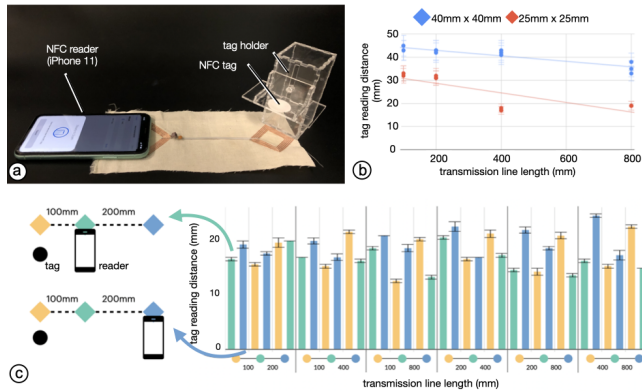 NFC reader
(iPhone 11)
tag holder
NFC tag
a
40mm x 40mm
25mm x 25mm
tag reading distance
(mm)
50
40
30
20
10
0
200
400
600
800
transmission line length (mm)
b
100mm
200mm
tag
reader
100mm
200mm
c
tag reading distance (mm)
20
10
0
100 200
100 400
100 800
200 400
200 800
400 800
transmission line length (mm)